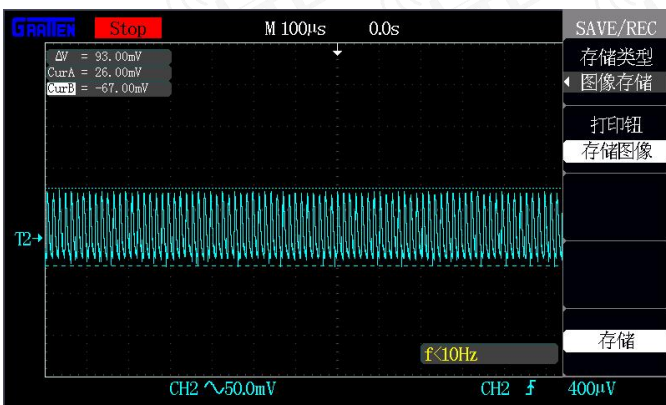 GRATTEN Stop M 100μs 0.0s SAVE/REC
ΔV = 93.00mV
CurA = 26.00mV
CurB = -67.00mV
存储类型
图像存储
打印钮
存储图像
T2
f<10Hz
存储
CH2 50.0mV CH2 400μV